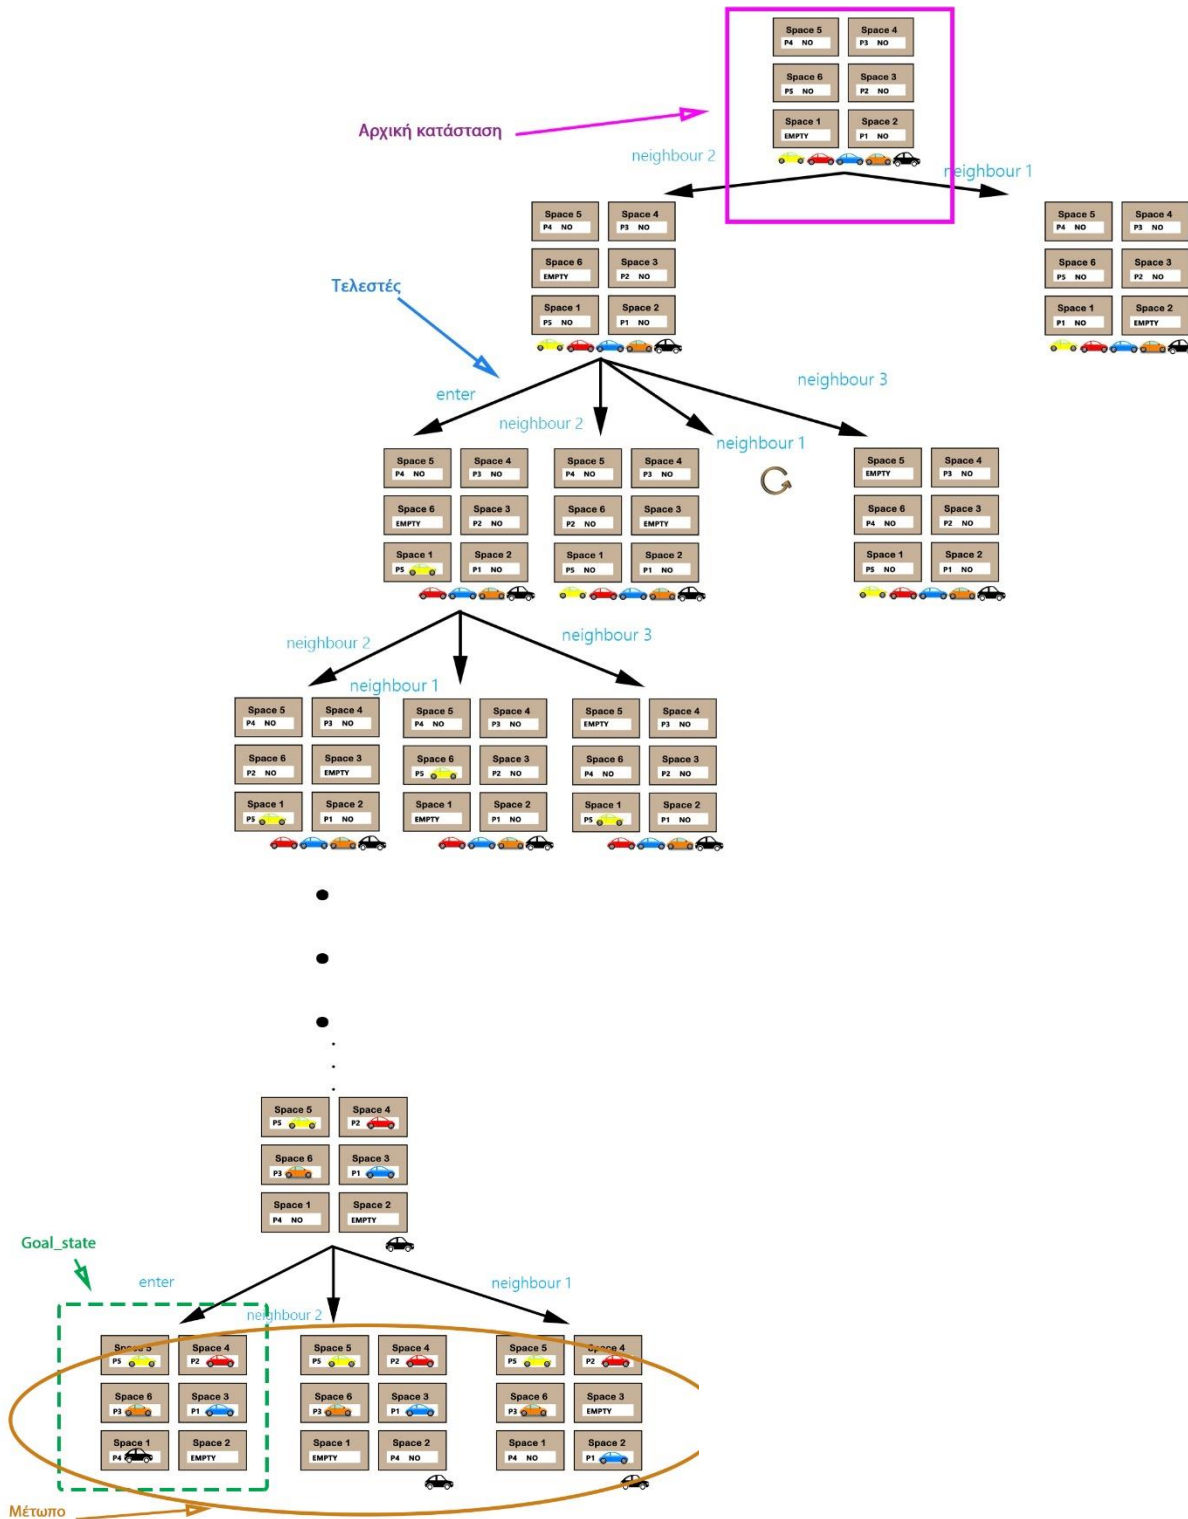 Space 5 Space 4
P4 NO P3 NO
Space 6 Space 3
P5 NO P2 NO
Space 1 Space 2
EMPTY P1 NO
Αρχική κατάσταση
neighbour 2
neighbour 1
Space 5 Space 4
P4 NO P3 NO
Space 6 Space 3
EMPTY P2 NO
Space 1 Space 2
P5 NO P1 NO
Space 5 Space 4
P4 NO P3 NO
Space 6 Space 3
P5 NO P2 NO
Space 1 Space 2
P1 NO EMPTY
Τελεστές
enter
neighbour 2
neighbour 1
neighbour 3
Space 5 Space 4
P4 NO P3 NO
Space 6 Space 3
EMPTY P2 NO
Space 1 Space 2
P5 P1 NO
Space 5 Space 4
P4 NO P3 NO
Space 6 Space 3
P2 NO EMPTY
Space 1 Space 2
P5 NO P1 NO
Space 5 Space 4
EMPTY P3 NO
Space 6 Space 3
P4 NO P2 NO
Space 1 Space 2
P5 NO P1 NO
neighbour 2
neighbour 1
neighbour 3
Space 5 Space 4
P4 NO P3 NO
Space 6 Space 3
P2 NO EMPTY
Space 1 Space 2
P5 P1 NO
Space 5 Space 4
P4 NO P3 NO
Space 6 Space 3
P5 P2 NO
Space 1 Space 2
EMPTY P1 NO
Space 5 Space 4
EMPTY P3 NO
Space 6 Space 3
P4 NO P2 NO
Space 1 Space 2
P5 P1 NO
Space 5 Space 4
P5 P2
Space 6 Space 3
P3 P1
Space 1 Space 2
P4 NO EMPTY
Goal_state
enter
neighbour 2
neighbour 1
Space 5 Space 4
P5 P2
Space 6 Space 3
P3 P1
Space 1 Space 2
P4 EMPTY
Space 5 Space 4
P5 P2
Space 6 Space 3
P3 P1
Space 1 Space 2
EMPTY P4 NO
Space 5 Space 4
P5 P2
Space 6 Space 3
P3 EMPTY
Space 1 Space 2
P4 NO P1
Μέτωπο